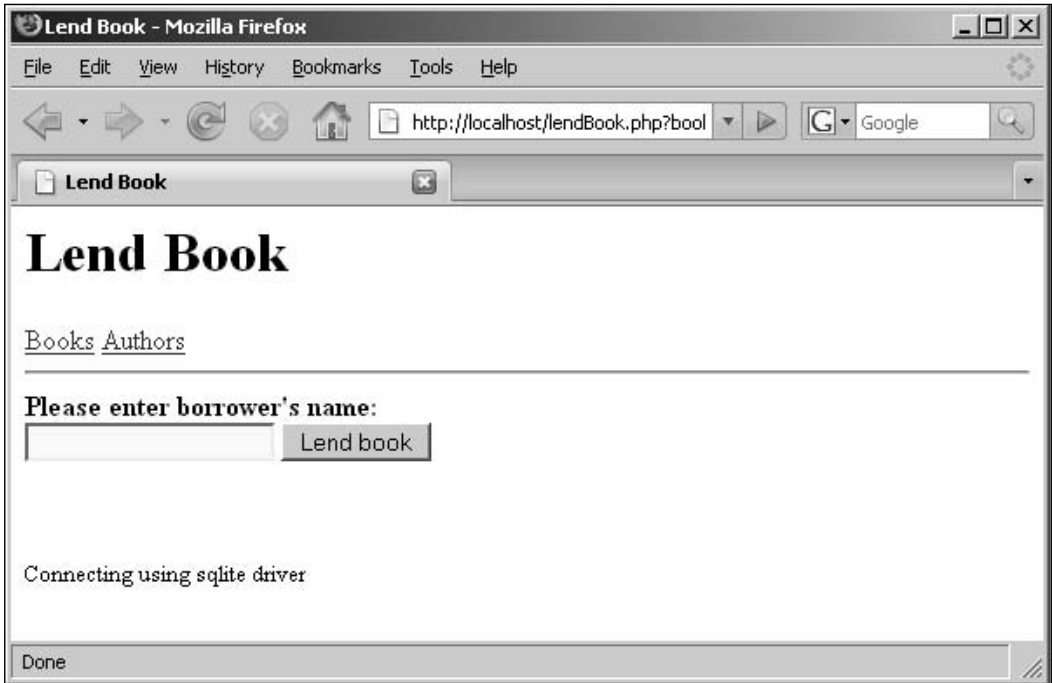 Lend Book - Mozilla Firefox
File Edit View History Bookmarks Tools Help
http://localhost/lendBook.php?bool G Google
Lend Book
Lend Book
Books Authors
Please enter borrower's name:
Lend book
Connecting using sqlite driver
Done